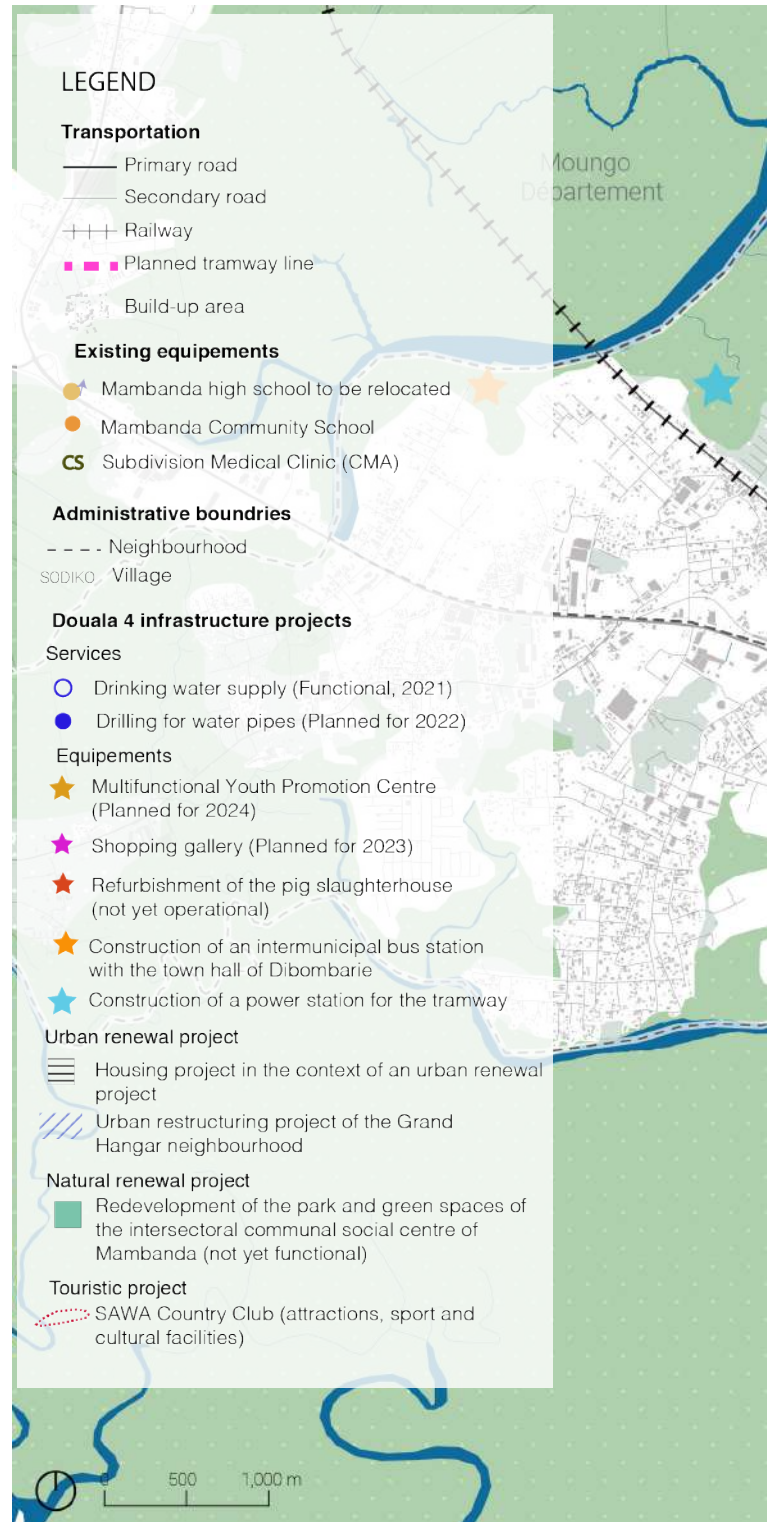 LEGEND
Moungo
Département
Transportation
Primary road
Secondary road
Railway
Planned tramway line
Build-up area
Existing equipements
Mambanda high school to be relocated
Mambanda Community School
CS Subdivision Medical Clinic (CMA)
Administrative boundries
Neighbourhood
SODIKO Village
Douala 4 infrastructure projects
Services
Drinking water supply (Functional, 2021)
Drilling for water pipes (Planned for 2022)
Equipements
Multifunctional Youth Promotion Centre
(Planned for 2024)
Shopping gallery (Planned for 2023)
Refurbishment of the pig slaughterhouse
(not yet operational)
Construction of an intermunicipal bus station
with the town hall of Dibombarie
Construction of a power station for the tramway
Urban renewal project
Housing project in the context of an urban renewal
project
Urban restructuring project of the Grand
Hangar neighbourhood
Natural renewal project
Redevelopment of the park and green spaces of
the intersectoral communal social centre of
Mambanda (not yet functional)
Touristic project
SAWA Country Club (attractions, sport and
cultural facilities)
0 500 1,000 m